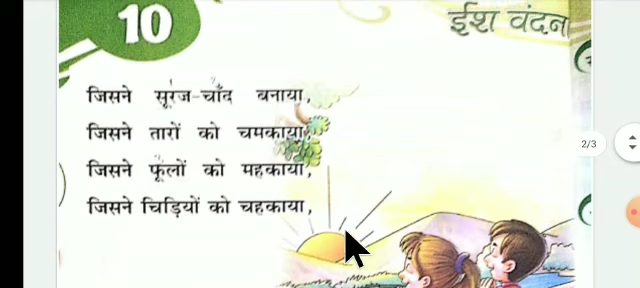 10
ईश वंदन
जिसने सूरज-चाँद बनाया,
जिसने तारों को चमकाया,
जिसने फूलों को महकाया,
जिसने चिड़ियों को चहकाया,
2/3